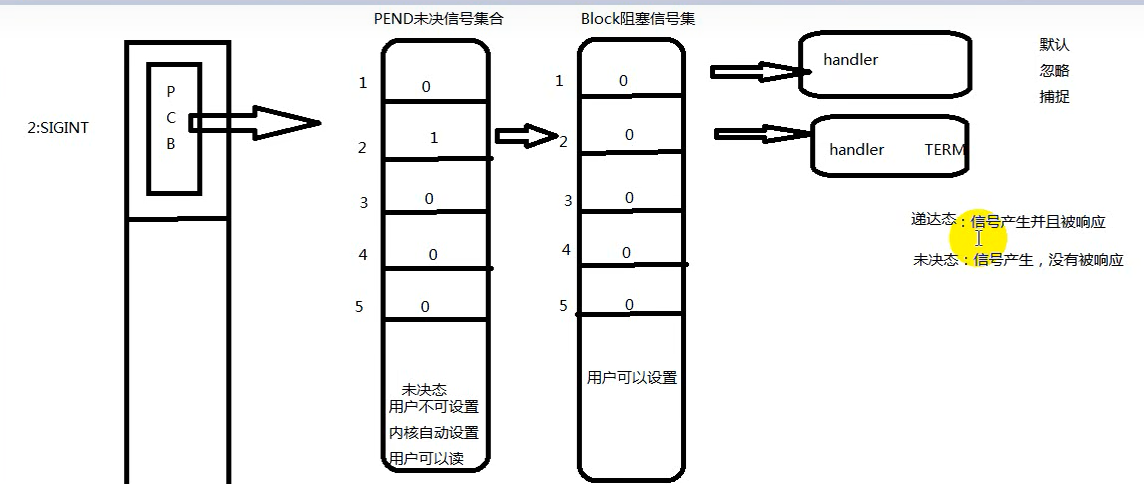 PEND未决信号集合
Block阻塞信号集
2:SIGINT
P
C
B
1 0
2 1
3 0
4 0
5 0
未决态
用户不可设置
内核自动设置
用户可以读
1 0
2 0
3 0
4 0
5 0
用户可以设置
handler
handler TERM
默认
忽略
捕捉
递达态：信号产生并且被响应
未决态：信号产生，没有被响应